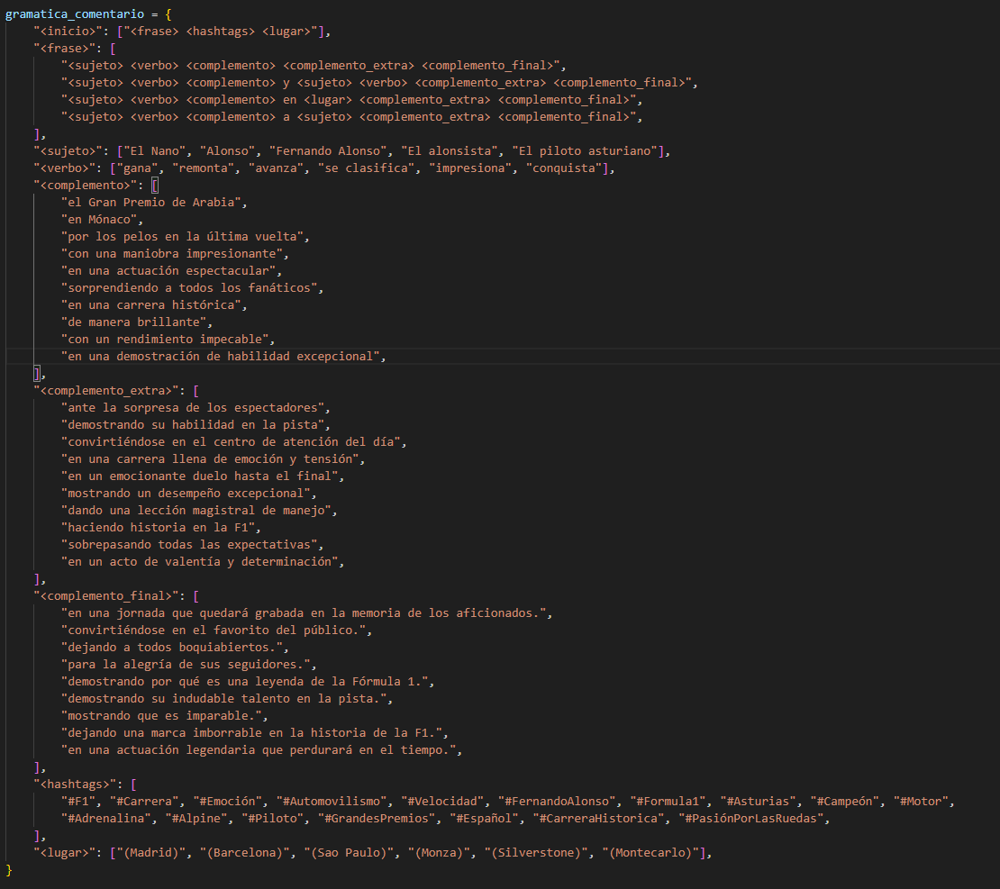 gramatica_comentario = {
    "<inicio>": ["<frase> <hashtags> <lugar>"],
    "<frase>": [
        "<sujeto> <verbo> <complemento> <complemento_extra> <complemento_final>",
        "<sujeto> <verbo> <complemento> y <sujeto> <verbo> <complemento_extra> <complemento_final>",
        "<sujeto> <verbo> <complemento> en <lugar> <complemento_extra> <complemento_final>",
        "<sujeto> <verbo> <complemento> a <sujeto> <complemento_extra> <complemento_final>",
    ],
    "<sujeto>": ["El Nano", "Alonso", "Fernando Alonso", "El alonsista", "El piloto asturiano"],
    "<verbo>": ["gana", "remonta", "avanza", "se clasifica", "impresiona", "conquista"],
    "<complemento>": [
        "el Gran Premio de Arabia",
        "en Mónaco",
        "por los pelos en la última vuelta",
        "con una maniobra impresionante",
        "en una actuación espectacular",
        "sorprendiendo a todos los fanáticos",
        "en una carrera histórica",
        "de manera brillante",
        "con un rendimiento impecable",
        "en una demostración de habilidad excepcional",
    ],
    "<complemento_extra>": [
        "ante la sorpresa de los espectadores",
        "demostrando su habilidad en la pista",
        "convirtiéndose en el centro de atención del día",
        "en una carrera llena de emoción y tensión",
        "en un emocionante duelo hasta el final",
        "mostrando un desempeño excepcional",
        "dando una lección magistral de manejo",
        "haciendo historia en la F1",
        "sobrepasando todas las expectativas",
        "en un acto de valentía y determinación",
    ],
    "<complemento_final>": [
        "en una jornada que quedará grabada en la memoria de los aficionados.",
        "convirtiéndose en el favorito del público.",
        "dejando a todos boquiabiertos.",
        "para la alegría de sus seguidores.",
        "demostrando por qué es una leyenda de la Fórmula 1.",
        "demostrando su indudable talento en la pista.",
        "mostrando que es imparable.",
        "dejando una marca imborrable en la historia de la F1.",
        "en una actuación legendaria que perdurará en el tiempo.",
    ],
    "<hashtags>": [
        "#F1", "#Carrera", "#Emoción", "#Automovilismo", "#Velocidad", "#FernandoAlonso", "#Formula1", "#Asturias", "#Campeón", "#Motor",
        "#Adrenalina", "#Alpine", "#Piloto", "#GrandesPremios", "#Español", "#CarreraHistorica", "#PasiónPorLasRuedas",
    ],
    "<lugar>": ["(Madrid)", "(Barcelona)", "(Sao Paulo)", "(Monza)", "(Silverstone)", "(Montecarlo)"],
}